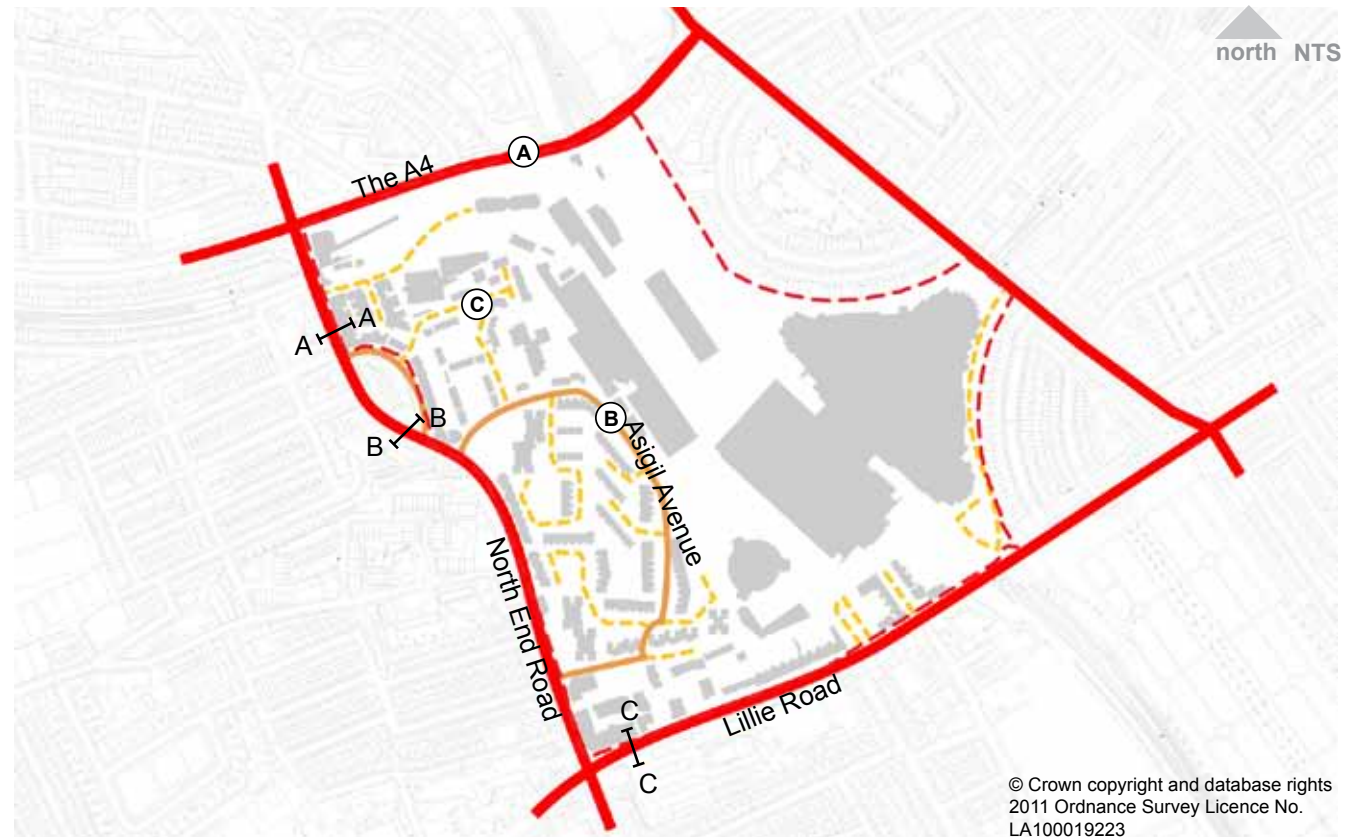 north NTS
A
The A4
C
A
A
B
B
B
Asigil Avenue
North End Road
C
Lillie Road
C
© Crown copyright and database rights
2011 Ordnance Survey Licence No.
LA100019223